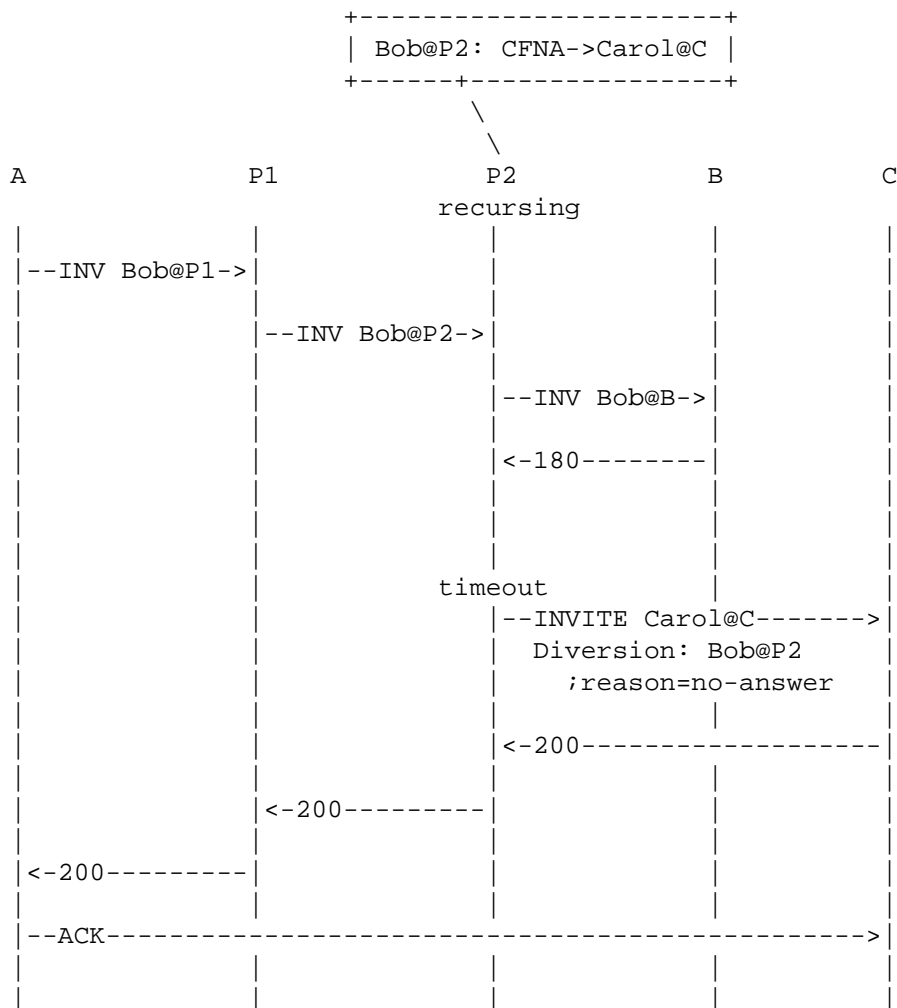 Bob@P2: CFNA->Carol@C
A P1 P2 B C
recursing
--INV Bob@P1->
--INV Bob@P2->
--INV Bob@B->
<-180--------
timeout
--INVITE Carol@C------->
Diversion: Bob@P2
;reason=no-answer
<-200-------------------
<-200---------
<-200---------
--ACK------------------------------------------------>